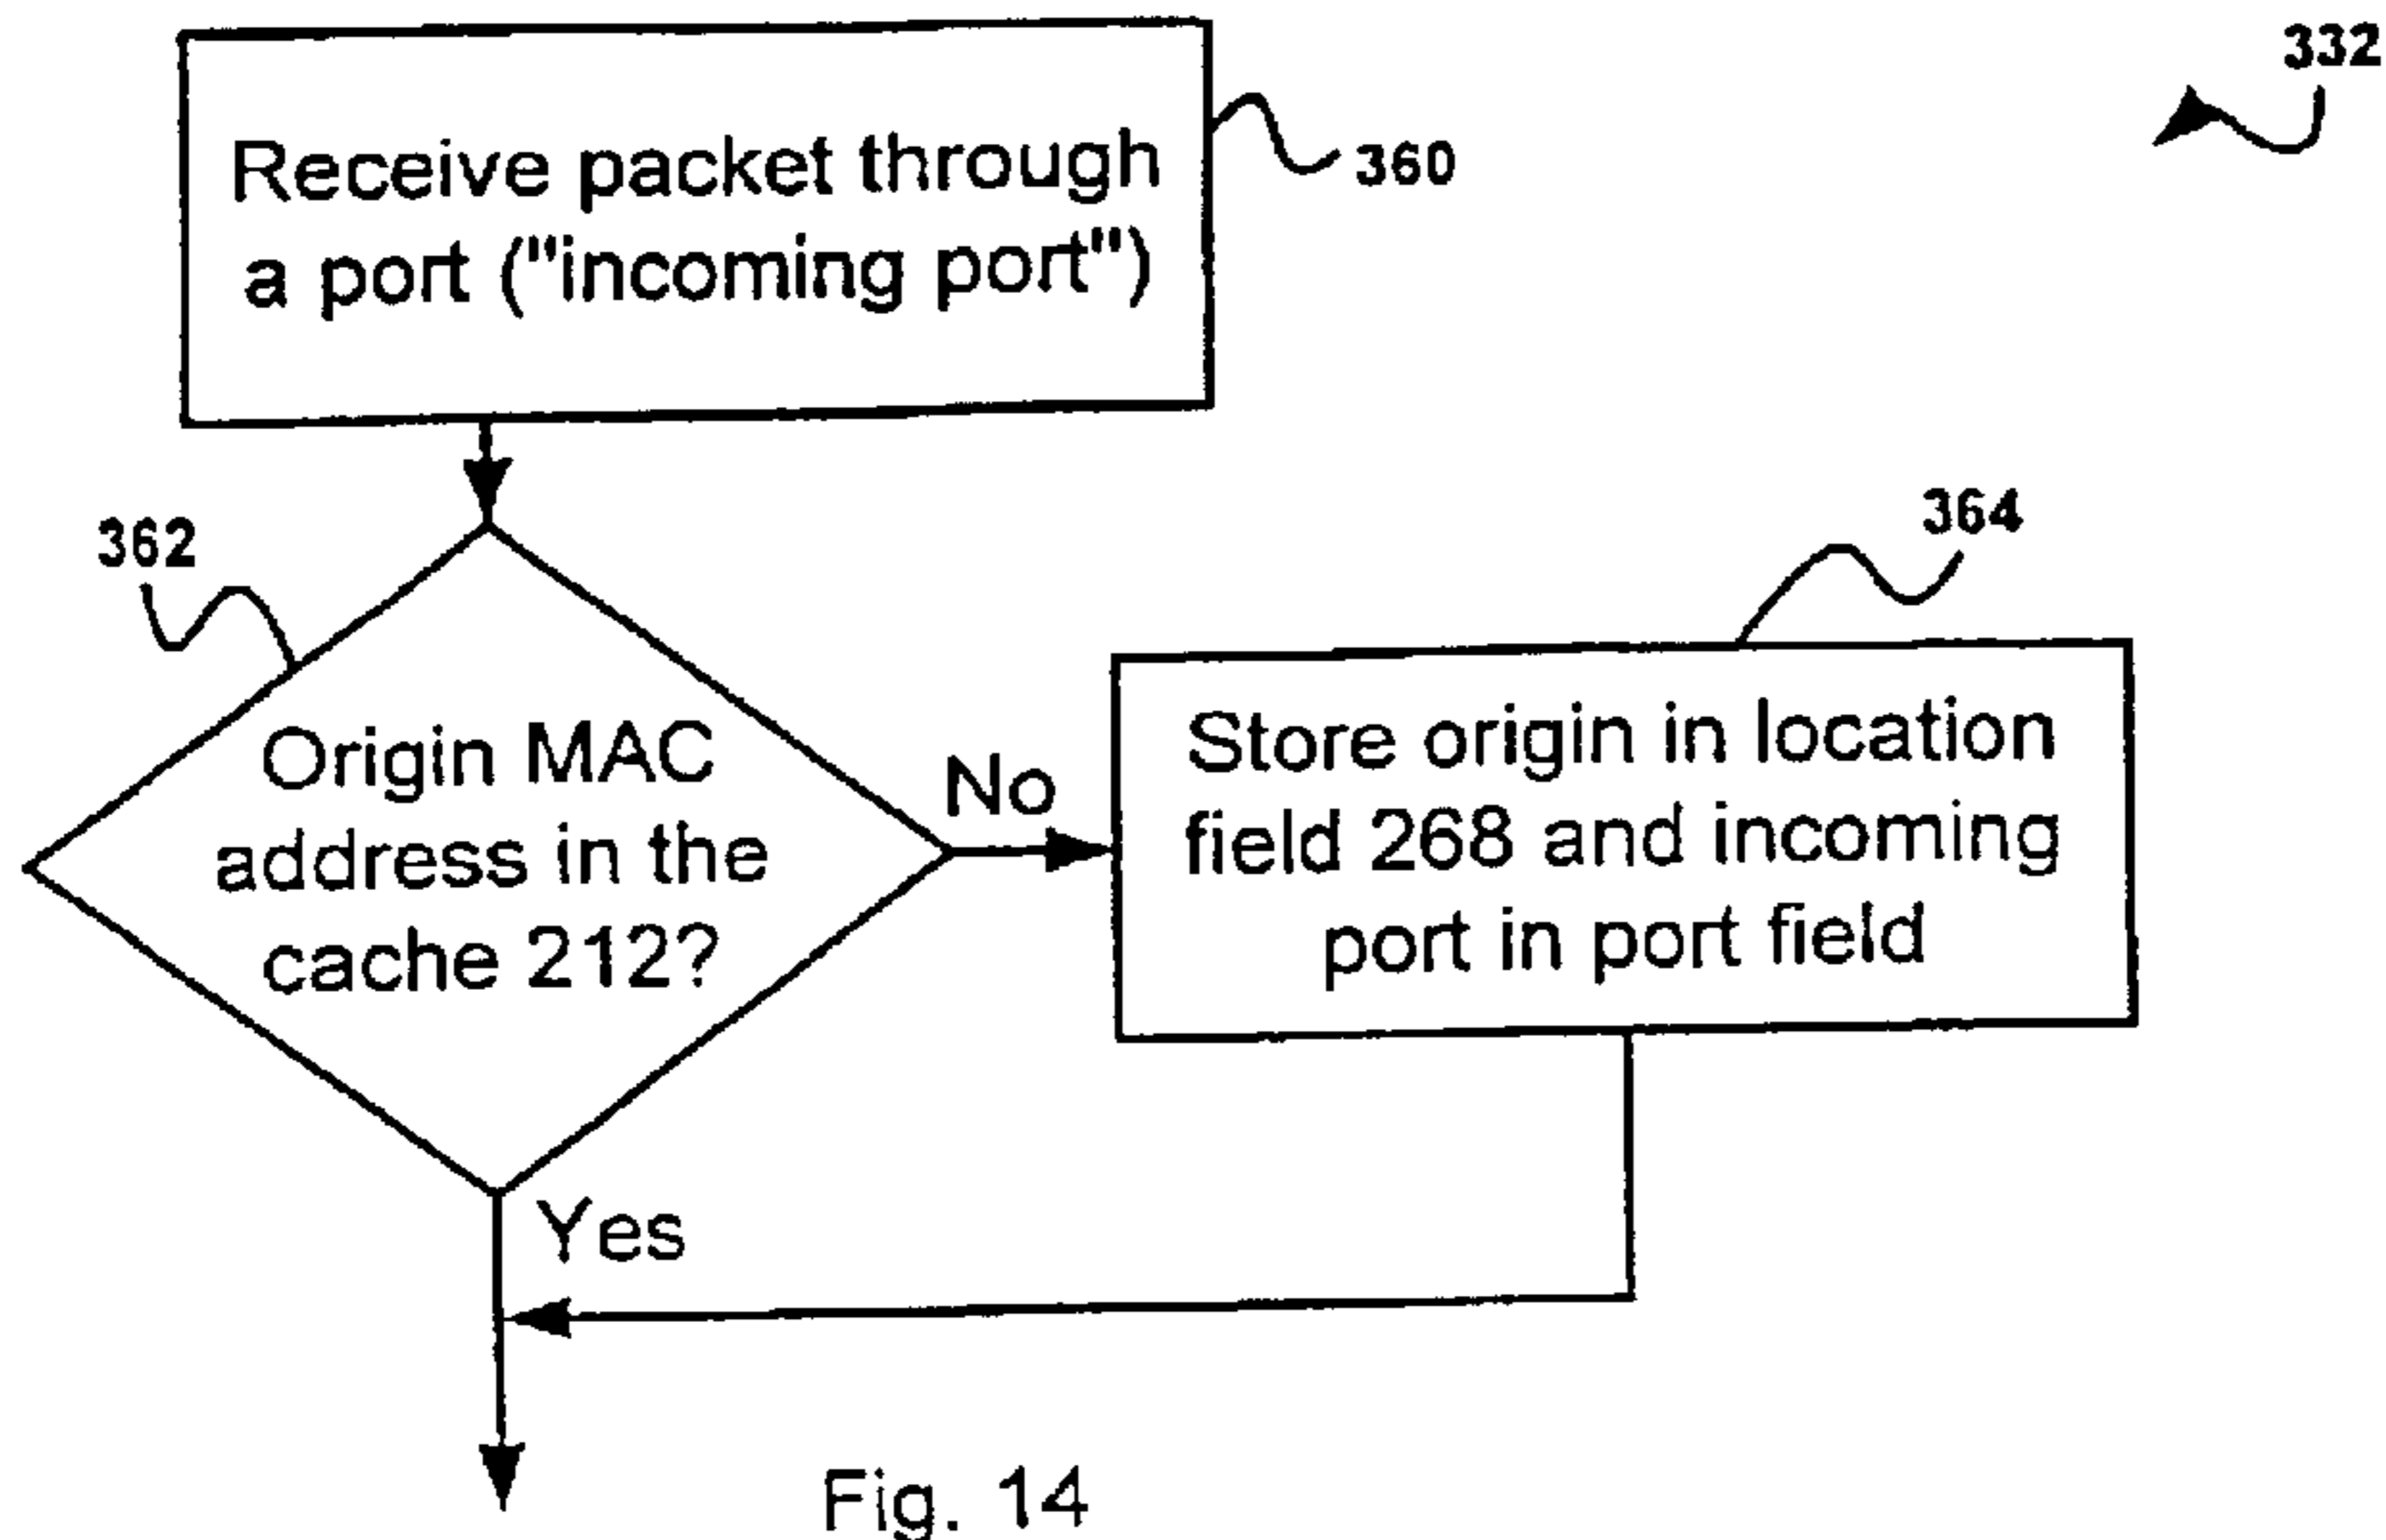 332
Receive packet through
a port ("incoming port")
360
362
Origin MAC
address in the
cache 212?
No
364
Store origin in location
field 268 and incoming
port in port field
Yes
Fig. 14